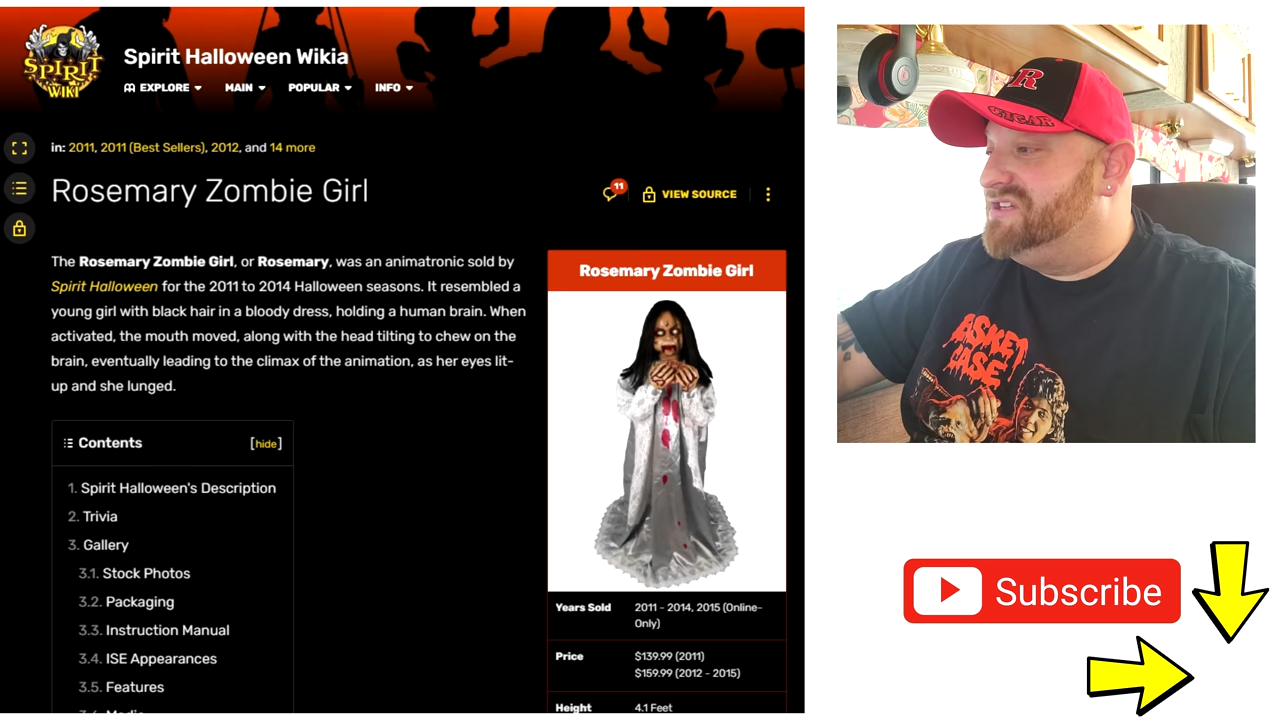 SPIRIT
WIKI
Spirit Halloween Wikia
EXPLORE MAIN POPULAR INFO
in: 2011, 2011 (Best Sellers), 2012, and 14 more
Rosemary Zombie Girl
11
VIEW SOURCE
The Rosemary Zombie Girl, or Rosemary, was an animatronic sold by
Spirit Halloween for the 2011 to 2014 Halloween seasons. It resembled a
young girl with black hair in a bloody dress, holding a human brain. When
activated, the mouth moved, along with the head tilting to chew on the
brain, eventually leading to the climax of the animation, as her eyes lit-
up and she lunged.
Contents [hide]
1. Spirit Halloween's Description
2. Trivia
3. Gallery
3.1. Stock Photos
3.2. Packaging
3.3. Instruction Manual
3.4. ISE Appearances
3.5. Features
Rosemary Zombie Girl
Years Sold 2011 - 2014, 2015 (Online-
Only)
Price $139.99 (2011)
$159.99 (2012 - 2015)
Height 4.1 Feet
R
CIGAR
ASKET
CASE
Subscribe